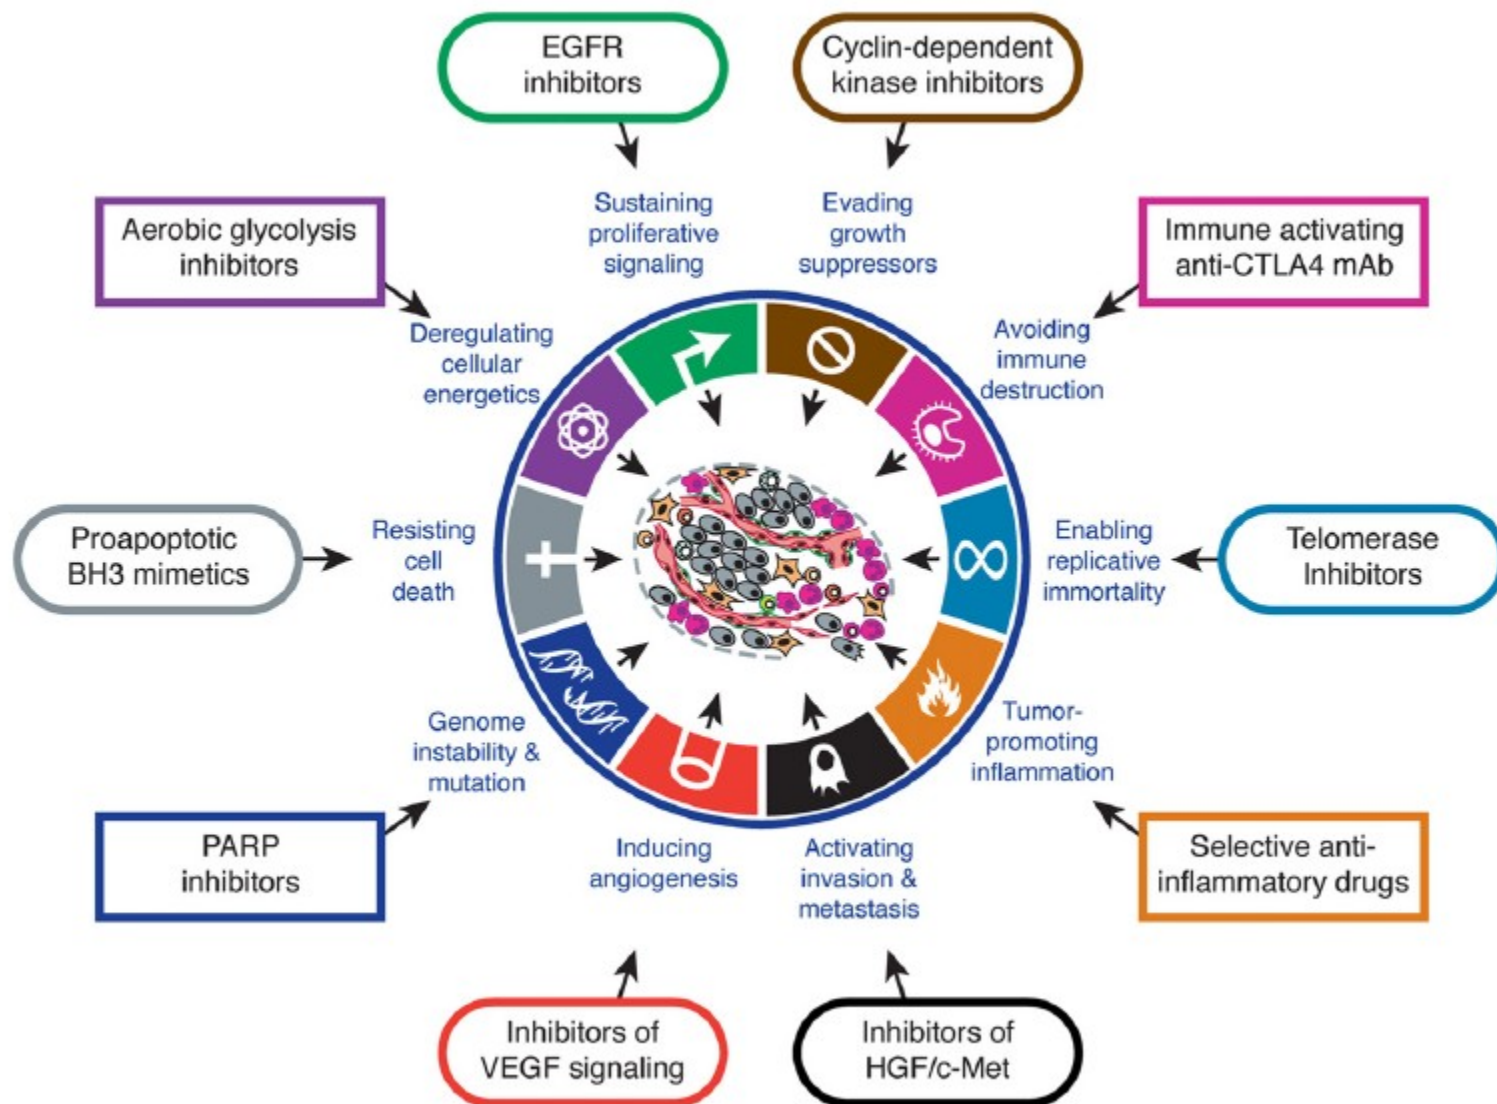 EGFR
inhibitors
Cyclin-dependent
kinase inhibitors
Aerobic glycolysis
inhibitors
Sustaining
proliferative
signaling
Evading
growth
suppressors
Immune activating
anti-CTLA4 mAb
Deregulating
cellular
energetics
Avoiding
immune
destruction
Proapoptotic
BH3 mimetics
Resisting
cell
death
Enabling
replicative
immortality
Telomerase
Inhibitors
Genome
instability &
mutation
Tumor-
promoting
inflammation
PARP
inhibitors
Inducing
angiogenesis
Activating
invasion &
metastasis
Selective anti-
inflammatory drugs
Inhibitors of
VEGF signaling
Inhibitors of
HGF/c-Met